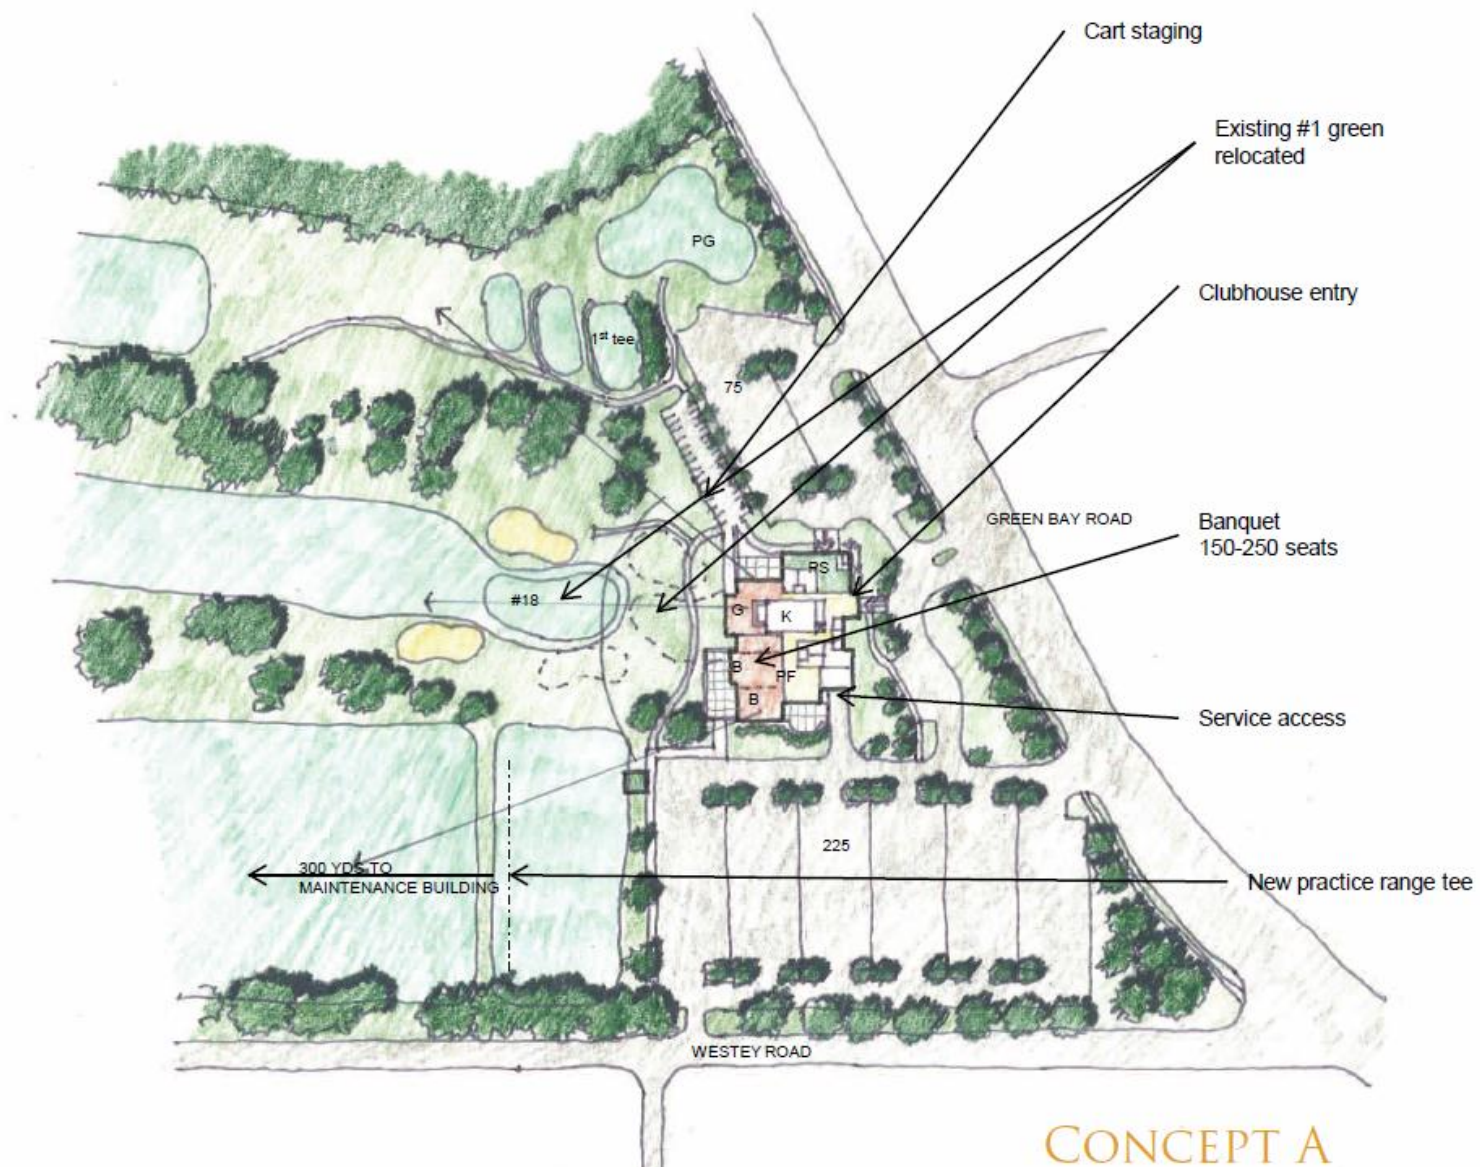 Cart staging
Existing #1 green
relocated
PG
Clubhouse entry
1st tee
75
GREEN BAY ROAD
Banquet
150-250 seats
PS
#18
G
K
B
PF
B
Service access
225
300 YDS TO
MAINTENANCE BUILDING
New practice range tee
WESTEY ROAD
CONCEPT A